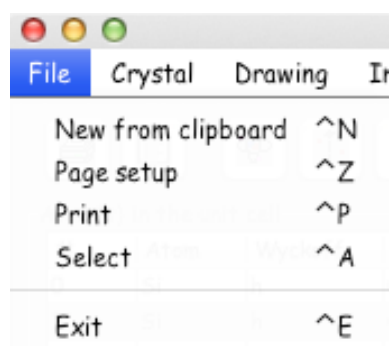 File Crystal Drawing
New from clipboard ^N
Page setup ^Z
Print ^P
Select ^A
Exit ^E